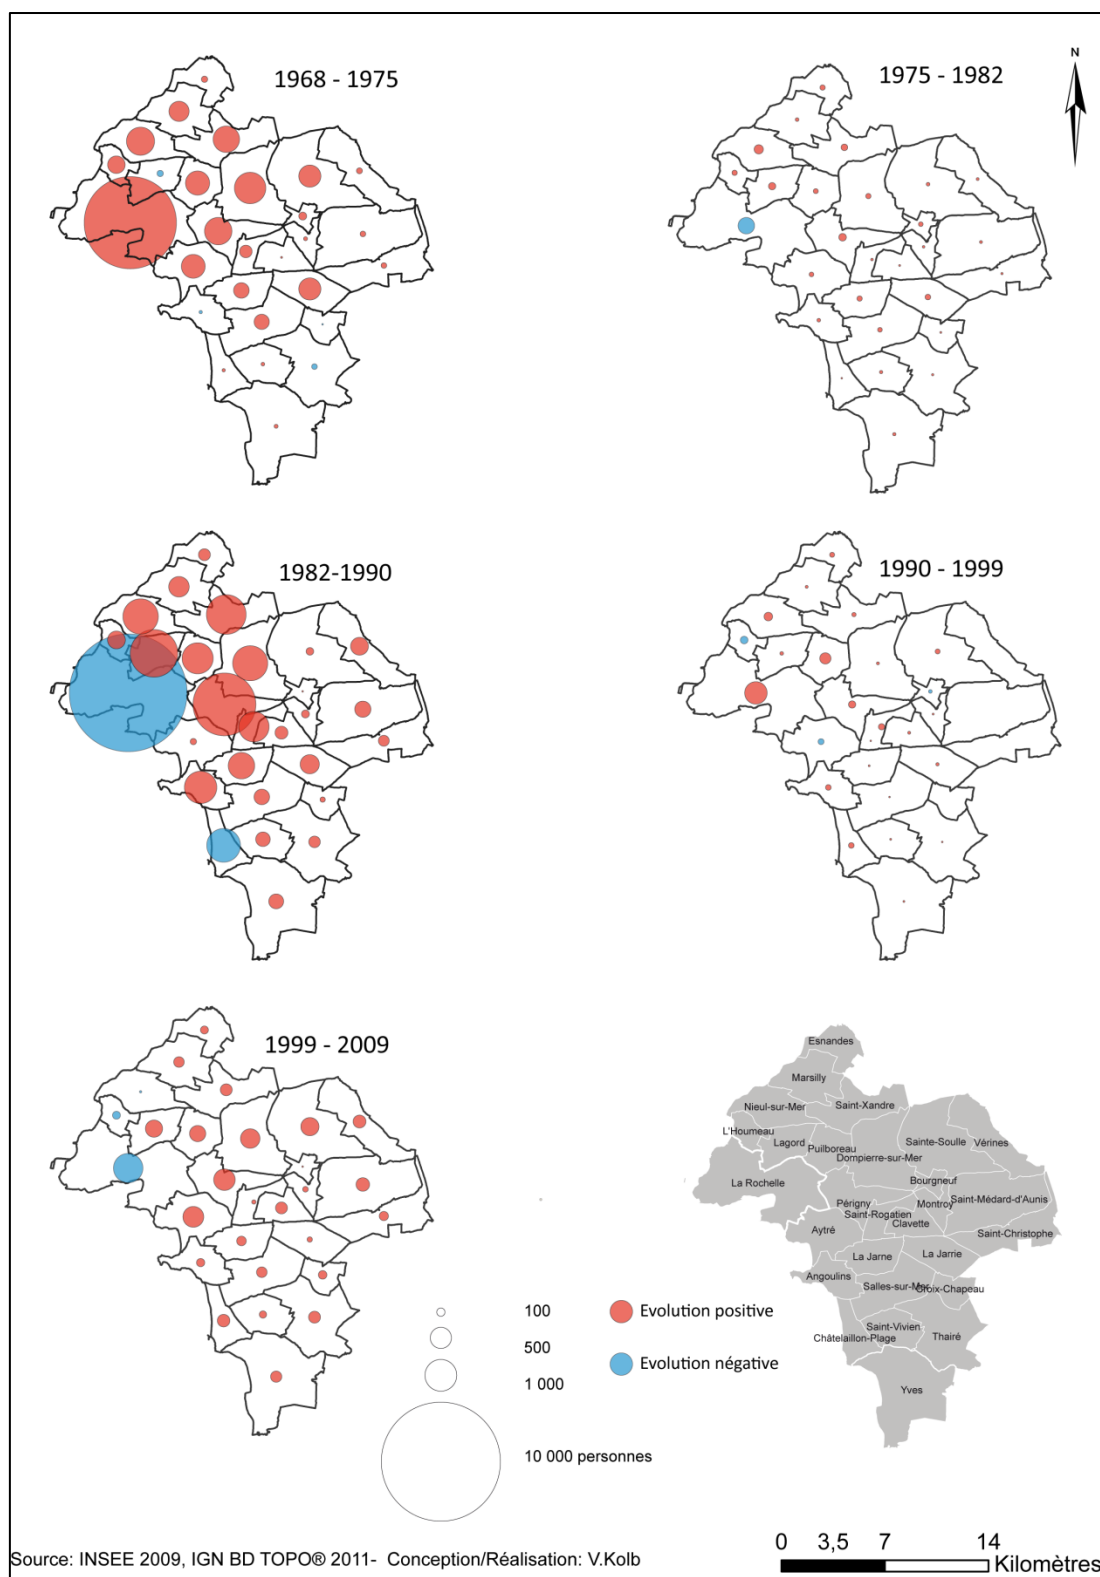 1968 - 1975
1975 - 1982
N
1982-1990
1990 - 1999
1999 - 2009
Esnandes
Marsilly
Nieul-sur-Mer
Saint-Xandre
L'Houmeau
Lagord
Puilboreau
Sainte-Soulle
Vérines
Dompierre-sur-Mer
La Rochelle
Bourgneuf
Périgny
Montroy
Saint-Médard-d'Aunis
Saint-Rogatien
Aytré
Clavette
Saint-Christophe
La Jarne
La Jarrie
Angoulins
Salles-sur-Mer
Croix-Chapeau
Saint-Vivien
Châtelaillon-Plage
Thairé
Yves
100
500
1 000
10 000 personnes
Evolution positive
Evolution négative
0 3,5 7 14
Kilomètres
Source: INSEE 2009, IGN BD TOPO® 2011- Conception/Réalisation: V.Kolb